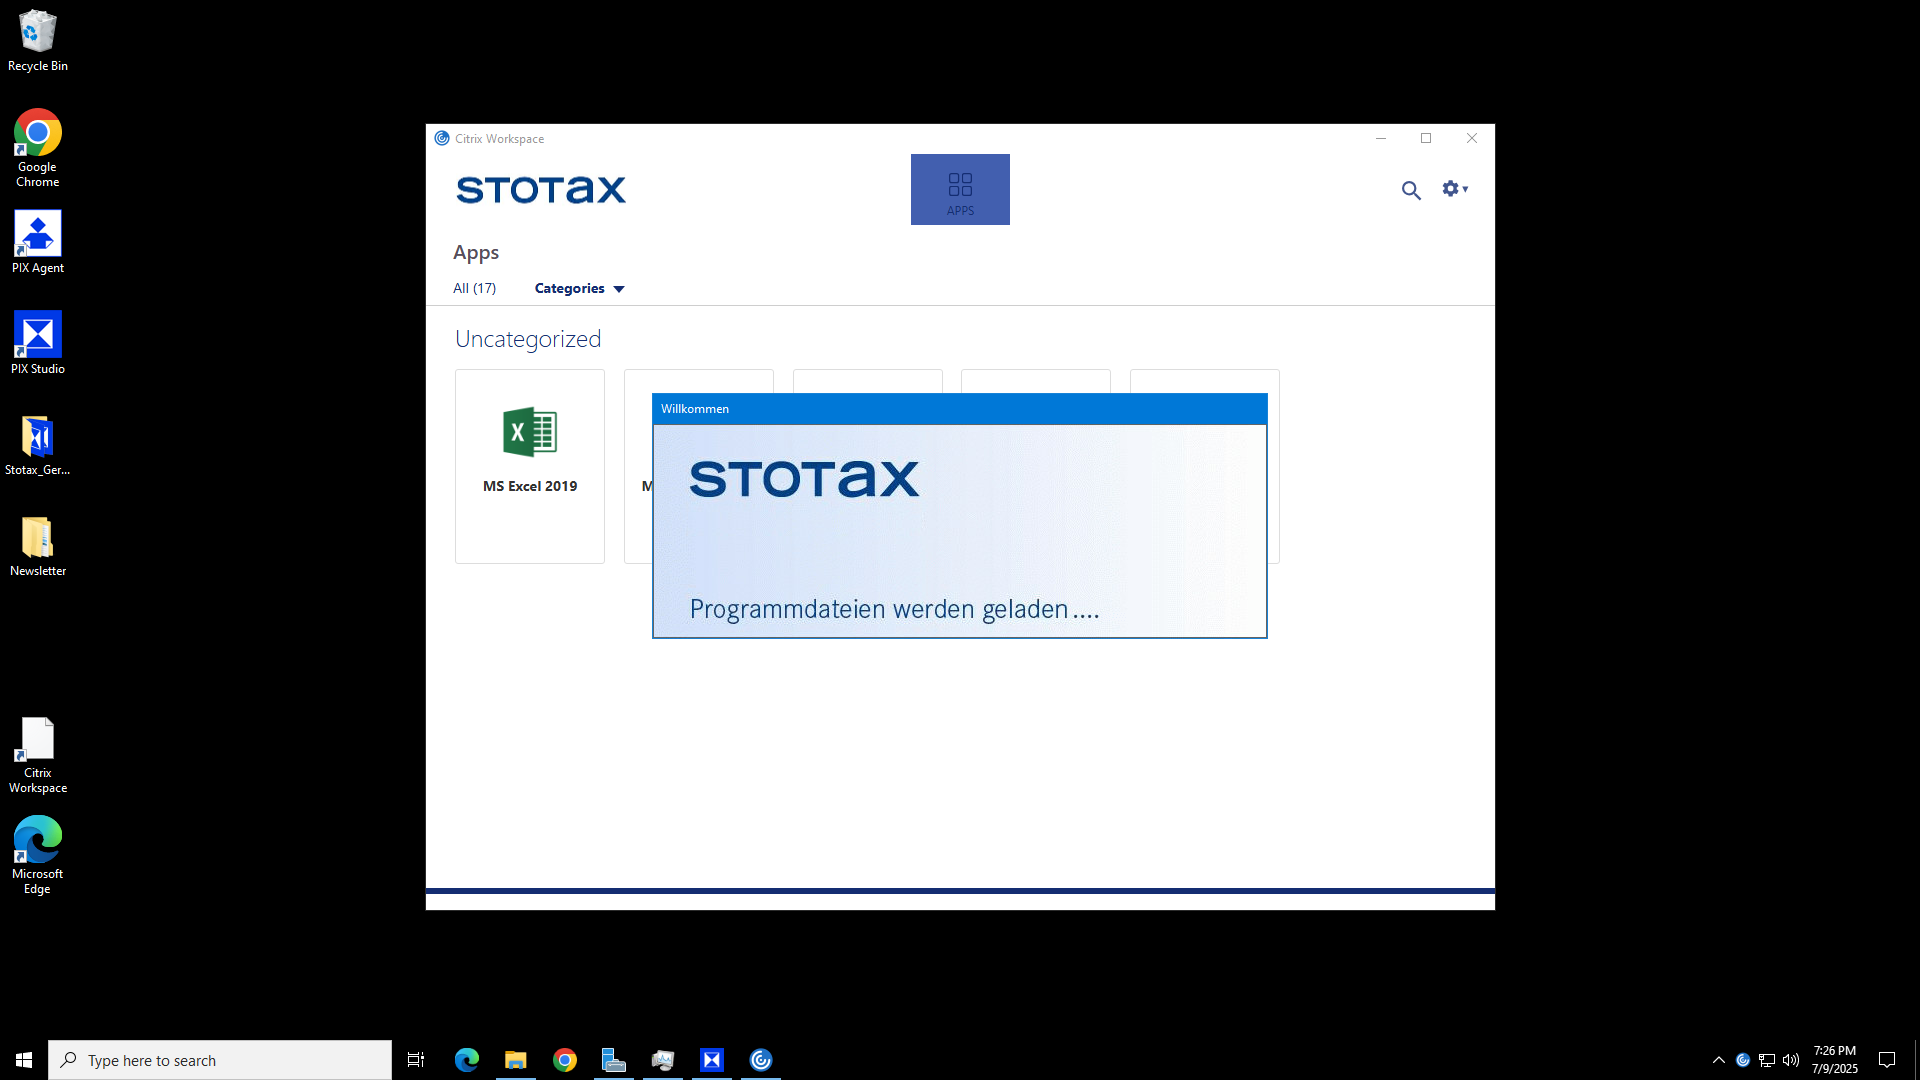 Recycle Bin
Google
Chrome
PIX Agent
PIX Studio
Stotax_Ger...
Newsletter
Citrix
Workspace
Microsoft
Edge
Citrix Workspace
STOTAX
APPS
Apps
All (17)
Categories
Uncategorized
MS Excel 2019
M
Willkommen
STOTAX
Programmdateien werden geladen....
Type here to search
7:26 PM
7/9/2025